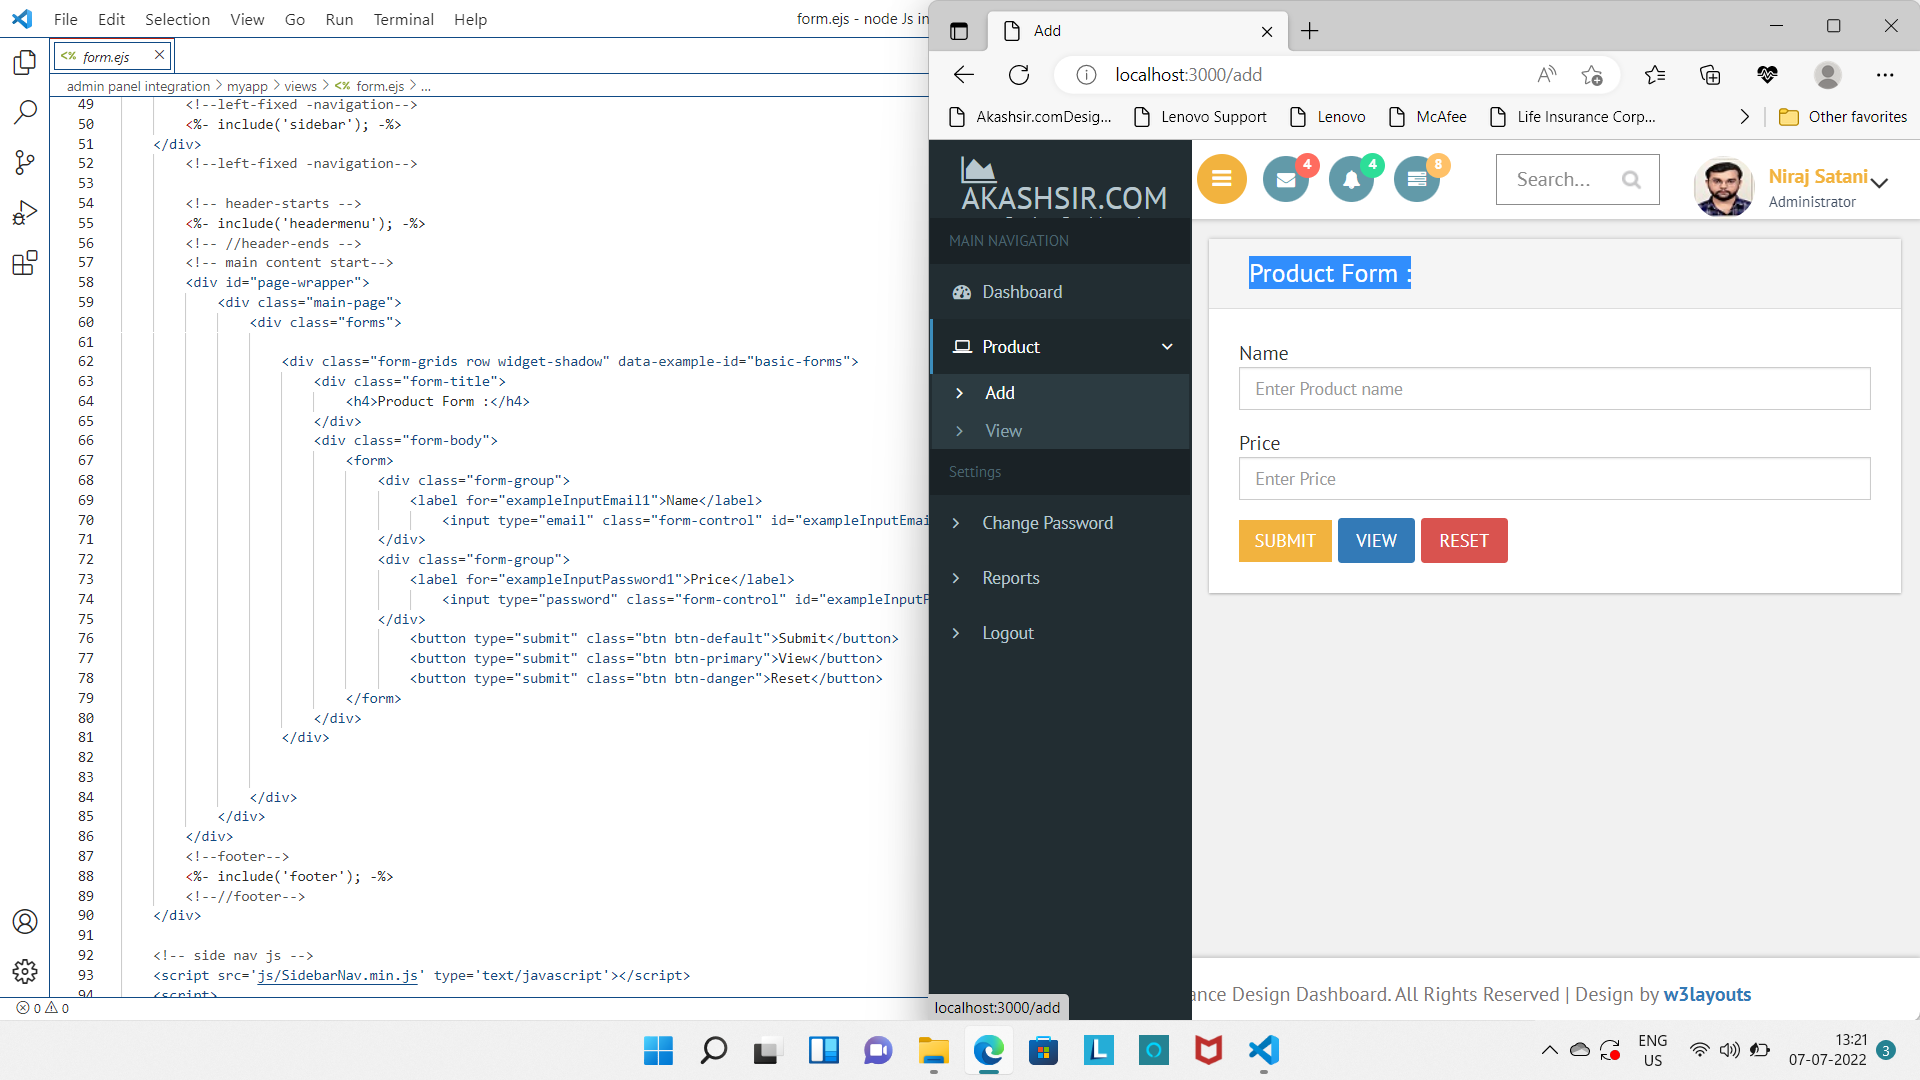 File Edit Selection View Go Run Terminal Help
form.ejs - node Js in
<% form.ejs
admin panel integration > myapp > views > <% form.ejs > ...
49 <!--left-fixed -navigation-->
50 <%- include('sidebar'); -%>
51 </div>
52 <!--left-fixed -navigation-->
53
54 <!-- header-starts -->
55 <%- include('headermenu'); -%>
56 <!-- //header-ends -->
57 <!-- main content start-->
58 <div id="page-wrapper">
59 <div class="main-page">
60 <div class="forms">
61
62 <div class="form-grids row widget-shadow" data-example-id="basic-forms">
63 <div class="form-title">
64 <h4>Product Form :</h4>
65 </div>
66 <div class="form-body">
67 <form>
68 <div class="form-group">
69 <label for="exampleInputEmail1">Name</label>
70 <input type="email" class="form-control" id="exampleInputEmai
71 </div>
72 <div class="form-group">
73 <label for="exampleInputPassword1">Price</label>
74 <input type="password" class="form-control" id="exampleInputP
75 </div>
76 <button type="submit" class="btn btn-default">Submit</button>
77 <button type="submit" class="btn btn-primary">View</button>
78 <button type="submit" class="btn btn-danger">Reset</button>
79 </form>
80 </div>
81 </div>
82
83
84 </div>
85 </div>
86 </div>
87 <!--footer-->
88 <%- include('footer'); -%>
89 <!--//footer-->
90 </div>
91
92 <!-- side nav js -->
93 <script src='js/SidebarNav.min.js' type='text/javascript'></script>
94 <script>
0 0
Add
localhost:3000/add
Akashsir.comDesig... Lenovo Support Lenovo McAfee Life Insurance Corp... Other favorites
AKASHSIR.COM
MAIN NAVIGATION
Dashboard
Product
Add
View
Settings
Change Password
Reports
Logout
4 4 8
Search...
Niraj Satani
Administrator
Product Form :
Name
Enter Product name
Price
Enter Price
SUBMIT VIEW RESET
ance Design Dashboard. All Rights Reserved | Design by w3layouts
localhost:3000/add
ENG
US
13:21
07-07-2022
3